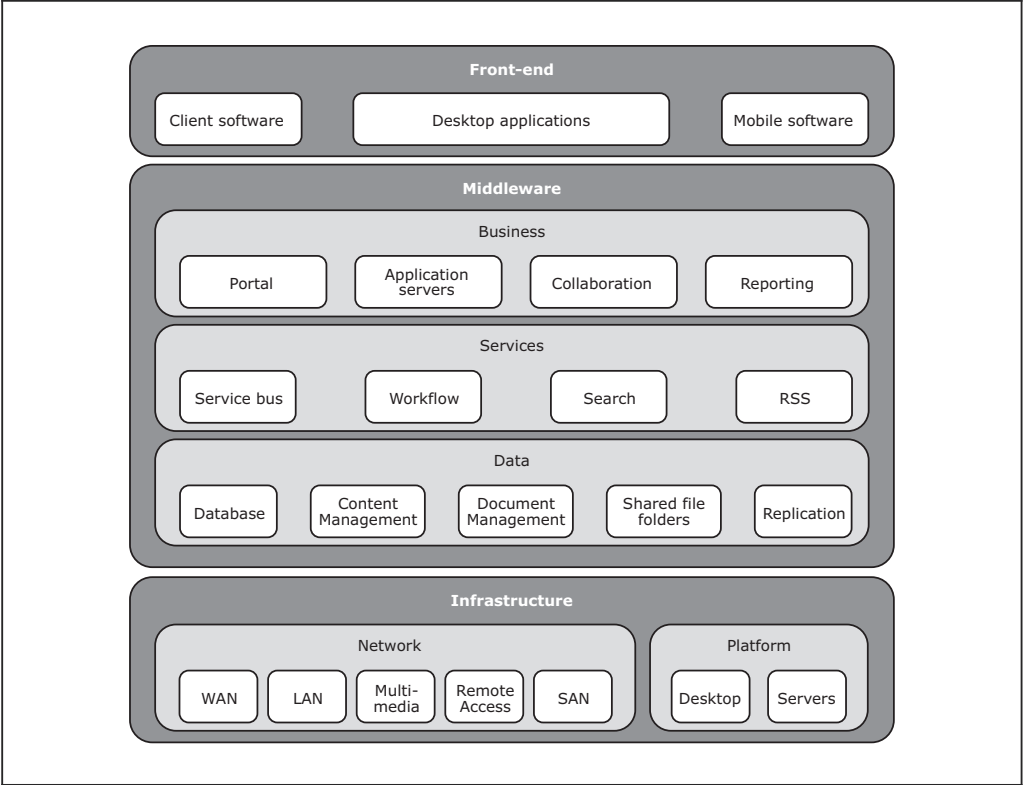 Front-end
Client software
Desktop applications
Mobile software
Middleware
Business
Portal
Application
servers
Collaboration
Reporting
Services
Service bus
Workflow
Search
RSS
Data
Database
Content
Management
Document
Management
Shared file
folders
Replication
Infrastructure
Network
WAN
LAN
Multi-
media
Remote
Access
SAN
Platform
Desktop
Servers